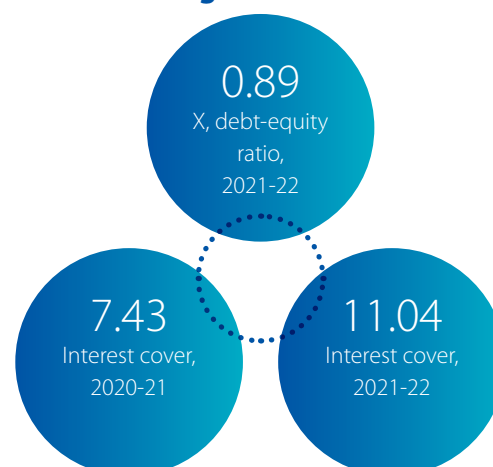 0.89
X, debt-equity
ratio,
2021-22
7.43
Interest cover,
2020-21
11.04
Interest cover,
2021-22